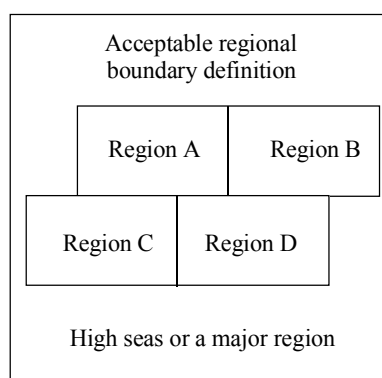 Acceptable regional
boundary definition
Region A
Region B
Region C
Region D
High seas or a major region